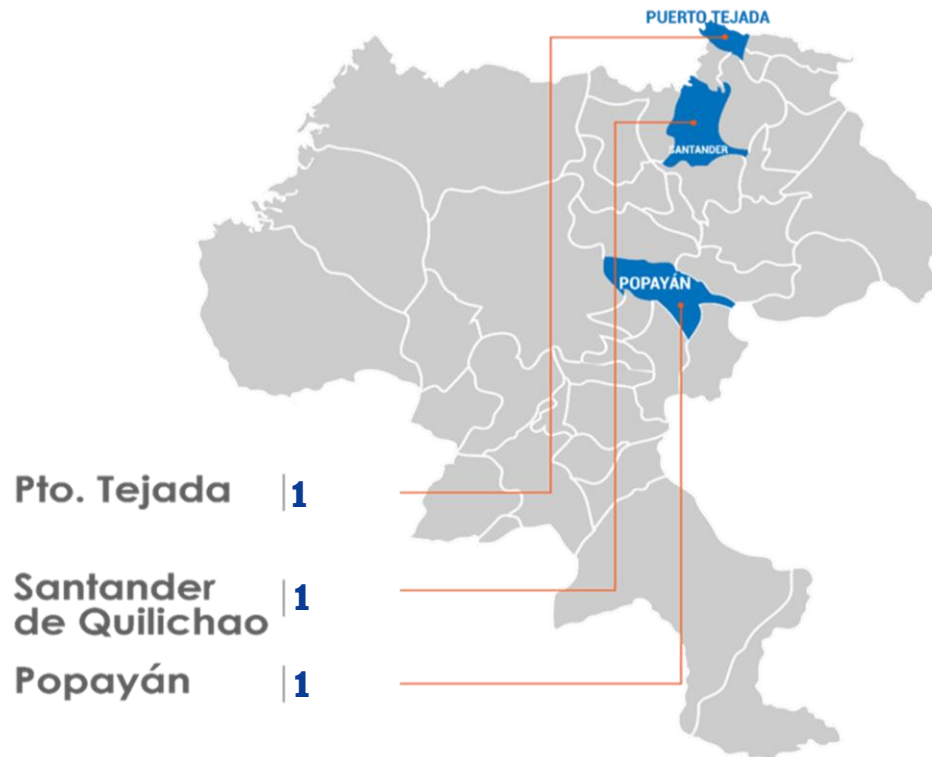 PUERTO TEJADA
SANTANDER
POPAYÁN
Pto. Tejada 1
Santander
de Quilichao 1
Popayán 1